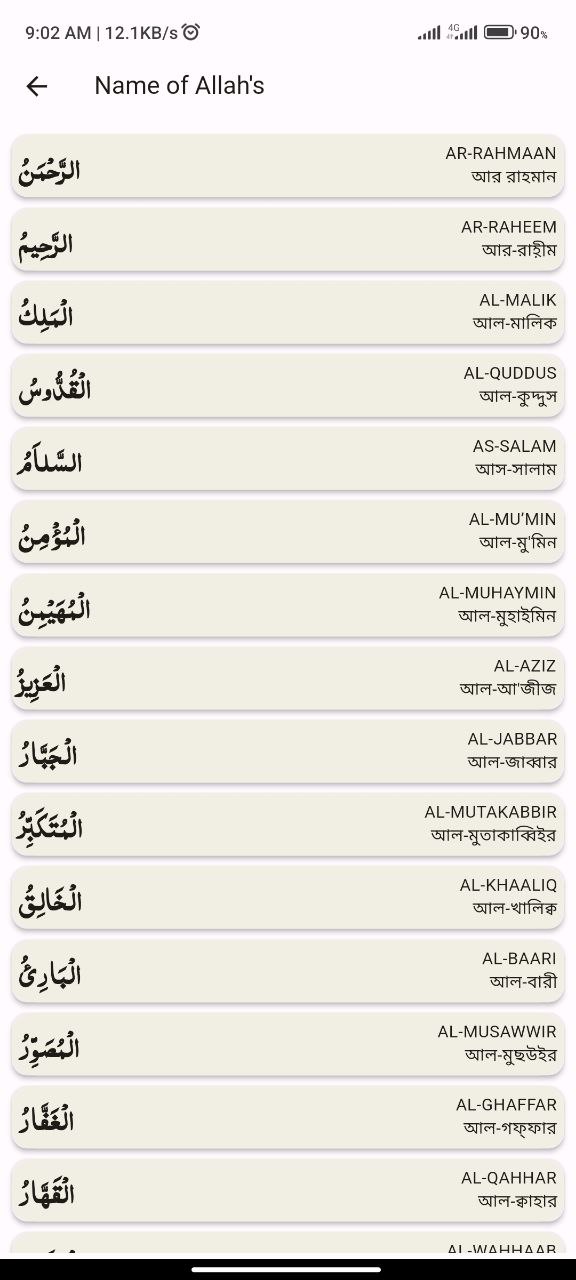 9:02 AM | 12.1KB/s 4G 90%
Name of Allah's
الرَّحْمَنُ
AR-RAHMAAN
আর রাহমান
الرَّحِيمُ
AR-RAHEEM
আর-রাহ়ীম
الْمَلِكُ
AL-MALIK
আল-মালিক
الْقُدُّوسُ
AL-QUDDUS
আল-কুদ্দুস
السَّلاَمُ
AS-SALAM
আস-সালাম
الْمُؤْمِنُ
AL-MU’MIN
আল-মু'মিন
الْمُهَيْمِنُ
AL-MUHAYMIN
আল-মুহাইমিন
الْعَزِيزُ
AL-AZIZ
আল-আ'জীজ
الْجَبَّارُ
AL-JABBAR
আল-জাব্বার
الْمُتَكَبِّرُ
AL-MUTAKABBIR
আল-মুতাকাব্বিইর
الْخَالِقُ
AL-KHAALIQ
আল-খালিক্ব
الْبَارِئُ
AL-BAARI
আল-বারী
الْمُصَوِّرُ
AL-MUSAWWIR
আল-মুছউইর
الْغَفَّارُ
AL-GHAFFAR
আল-গফ্ফার
الْقَهَّارُ
AL-QAHHAR
আল-ক্বাহার
AL-WAHHAAB